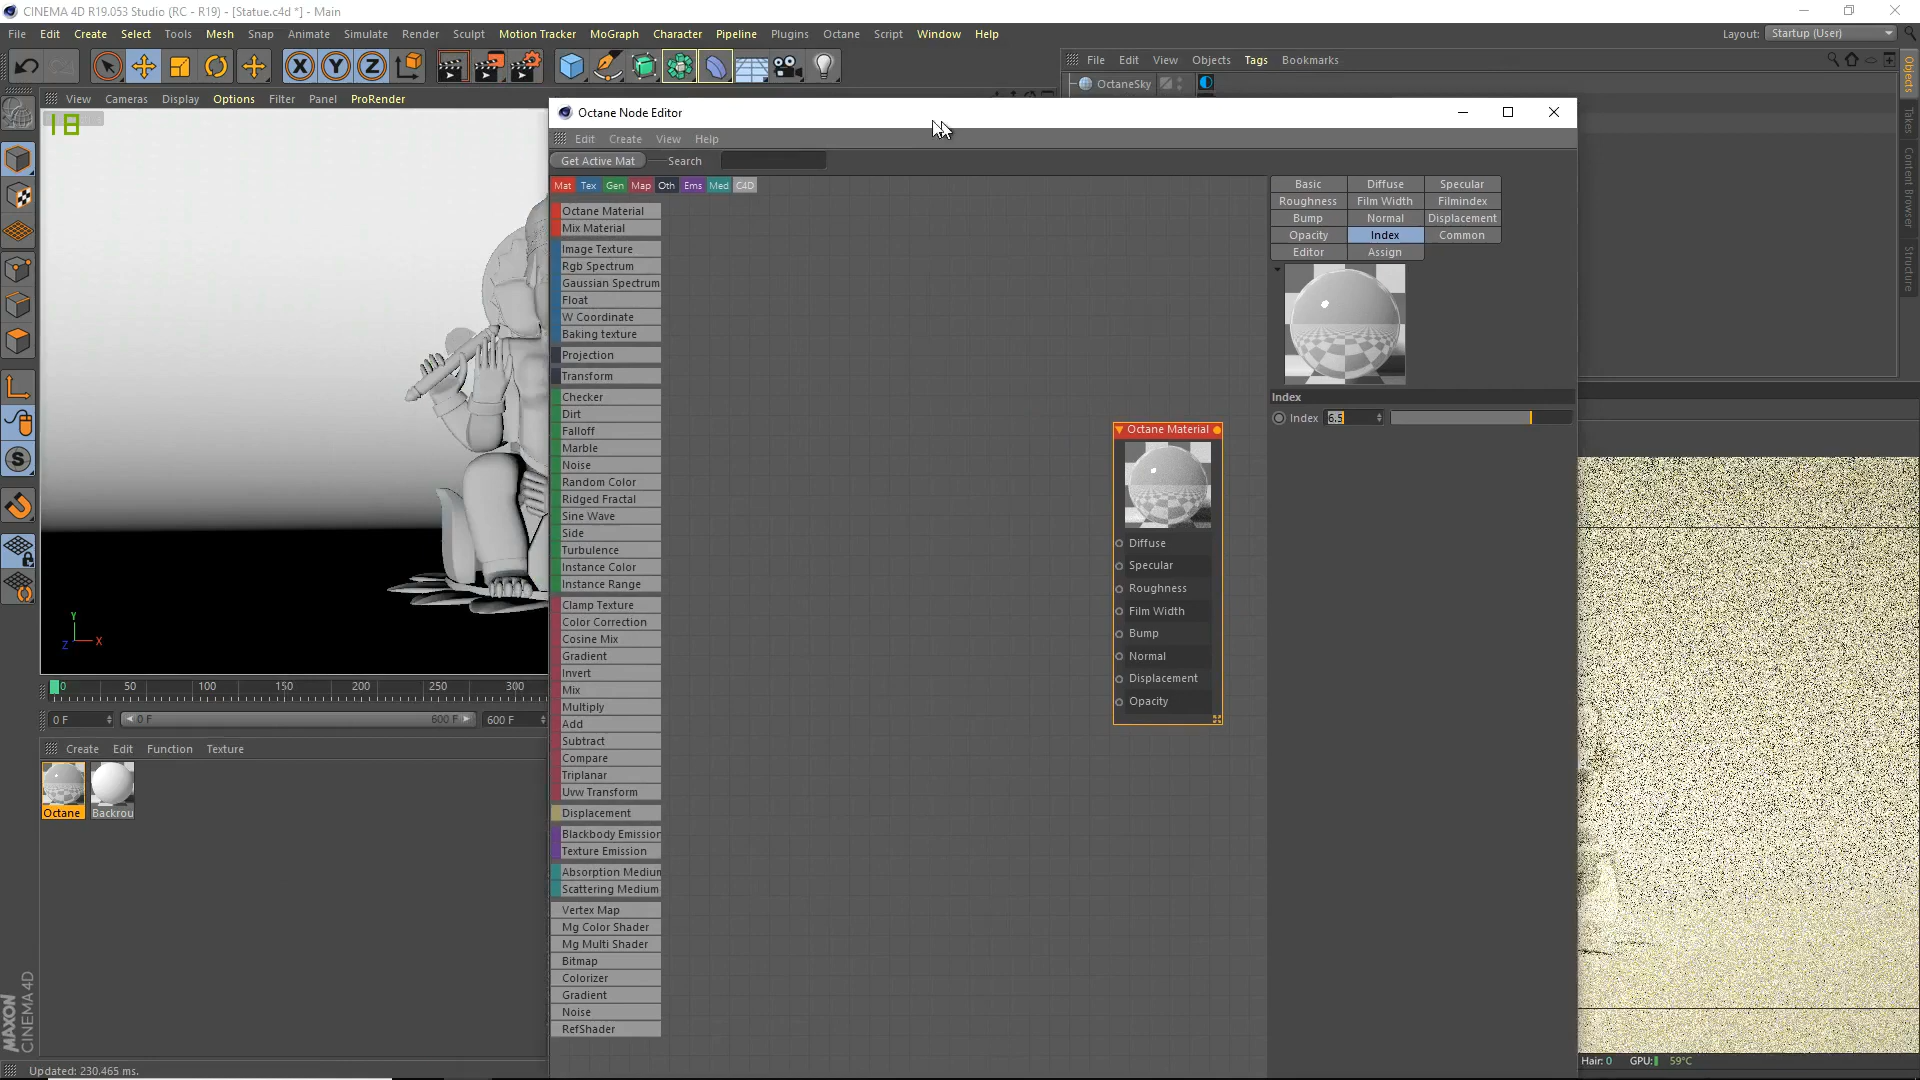 CINEMA 4D R19.053 Studio (RC - R19) - [Statue.c4d *] - Main
File Edit Create Select Tools Mesh Snap Animate Simulate Render Sculpt Motion Tracker MoGraph Character Pipeline Plugins Octane Script Window Help
Layout: Startup (User)
X Y Z
File Edit View Objects Tags Bookmarks
OctaneSky
View Cameras Display Options Filter Panel ProRender
18
Octane Node Editor
Edit Create View Help
Get Active Mat Search
Mat Tex Gen Map Oth Ems Med C4D
Octane Material
Mix Material
Image Texture
Rgb Spectrum
Gaussian Spectrum
Float
W Coordinate
Baking texture
Projection
Transform
Checker
Dirt
Falloff
Marble
Noise
Random Color
Ridged Fractal
Sine Wave
Side
Turbulence
Instance Color
Instance Range
Clamp Texture
Color Correction
Cosine Mix
Gradient
Invert
Mix
Multiply
Add
Subtract
Compare
Triplanar
Uvw Transform
Displacement
Blackbody Emission
Texture Emission
Absorption Medium
Scattering Medium
Vertex Map
Mg Color Shader
Mg Multi Shader
Bitmap
Colorizer
Gradient
Noise
RefShader
Octane Material
Diffuse
Specular
Roughness
Film Width
Bump
Normal
Displacement
Opacity
Basic Diffuse Specular
Roughness Film Width Filmindex
Bump Normal Displacement
Opacity Index Common
Editor Assign
Index
Index 6.5
Objects
Takes
Content Browser
Structure
S
Y
Z X
0 50 100 150 200 250 300
0 F 0 F 600 F 600 F
Create Edit Function Texture
Octane Backrou
MAXON
CINEMA 4D
Updated: 230.465 ms.
Hair: 0 GPU: 59°C